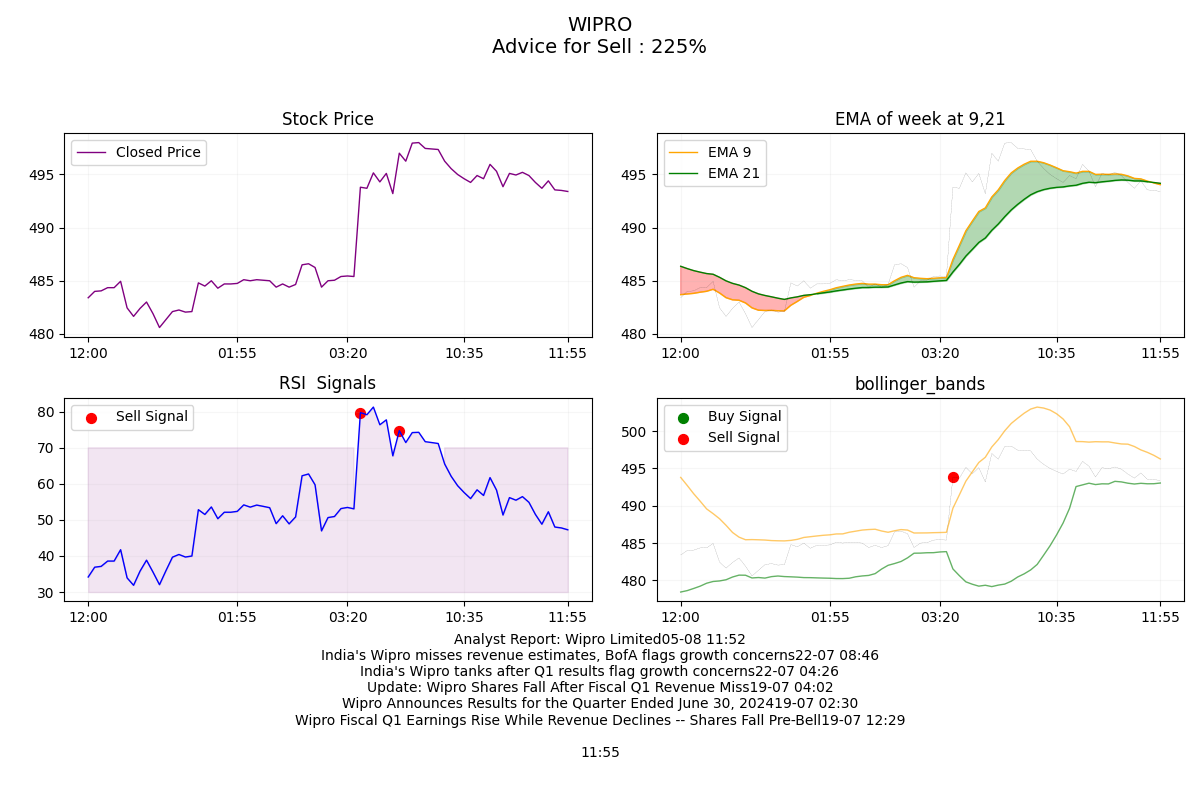 WIPRO
Advice for Sell : 225%
Stock Price
Closed Price
495
490
485
480
12:00
01:55
03:20
10:35
11:55
EMA of week at 9,21
EMA 9
EMA 21
495
490
485
480
12:00
01:55
03:20
10:35
11:55
RSI  Signals
Sell Signal
80
70
60
50
40
30
12:00
01:55
03:20
10:35
11:55
bollinger_bands
Buy Signal
Sell Signal
500
495
490
485
480
12:00
01:55
03:20
10:35
11:55
Analyst Report: Wipro Limited05-08 11:52
India's Wipro misses revenue estimates, BofA flags growth concerns22-07 08:46
India's Wipro tanks after Q1 results flag growth concerns22-07 04:26
Update: Wipro Shares Fall After Fiscal Q1 Revenue Miss19-07 04:02
Wipro Announces Results for the Quarter Ended June 30, 202419-07 02:30
Wipro Fiscal Q1 Earnings Rise While Revenue Declines -- Shares Fall Pre-Bell19-07 12:29
11:55